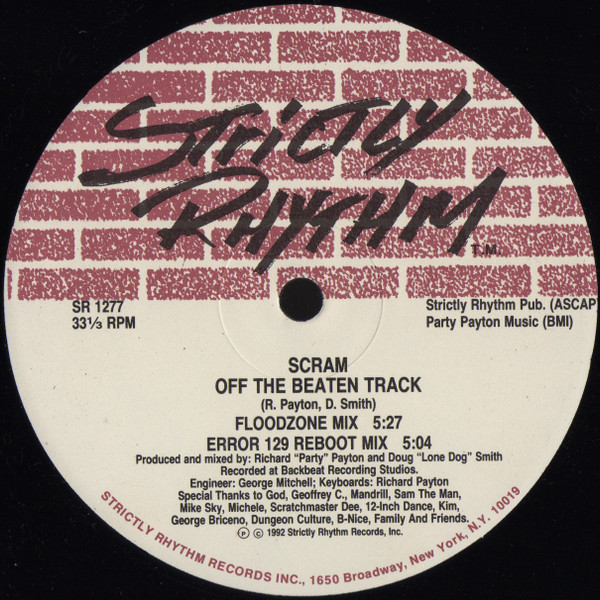 STRICTLY
RHYTHM
T.M.
SR 1277
33⅓ RPM
Strictly Rhythm Pub. (ASCAP)
Party Payton Music (BMI)
SCRAM
OFF THE BEATEN TRACK
(R. Payton, D. Smith)
FLOODZONE MIX 5:27
ERROR 129 REBOOT MIX 5:04
Produced and mixed by: Richard "Party" Payton and Doug "Lone Dog" Smith
Recorded at Backbeat Recording Studios.
Engineer: George Mitchell; Keyboards: Richard Payton
Special Thanks to God, Geoffrey C., Mandrill, Sam The Man,
Mike Sky, Michele, Scratchmaster Dee, 12-Inch Dance, Kim,
George Briceno, Dungeon Culture, B-Nice, Family And Friends.
Ⓟ © 1992 Strictly Rhythm Records, Inc.
STRICTLY RHYTHM RECORDS INC., 1650 Broadway, New York, N.Y. 10019